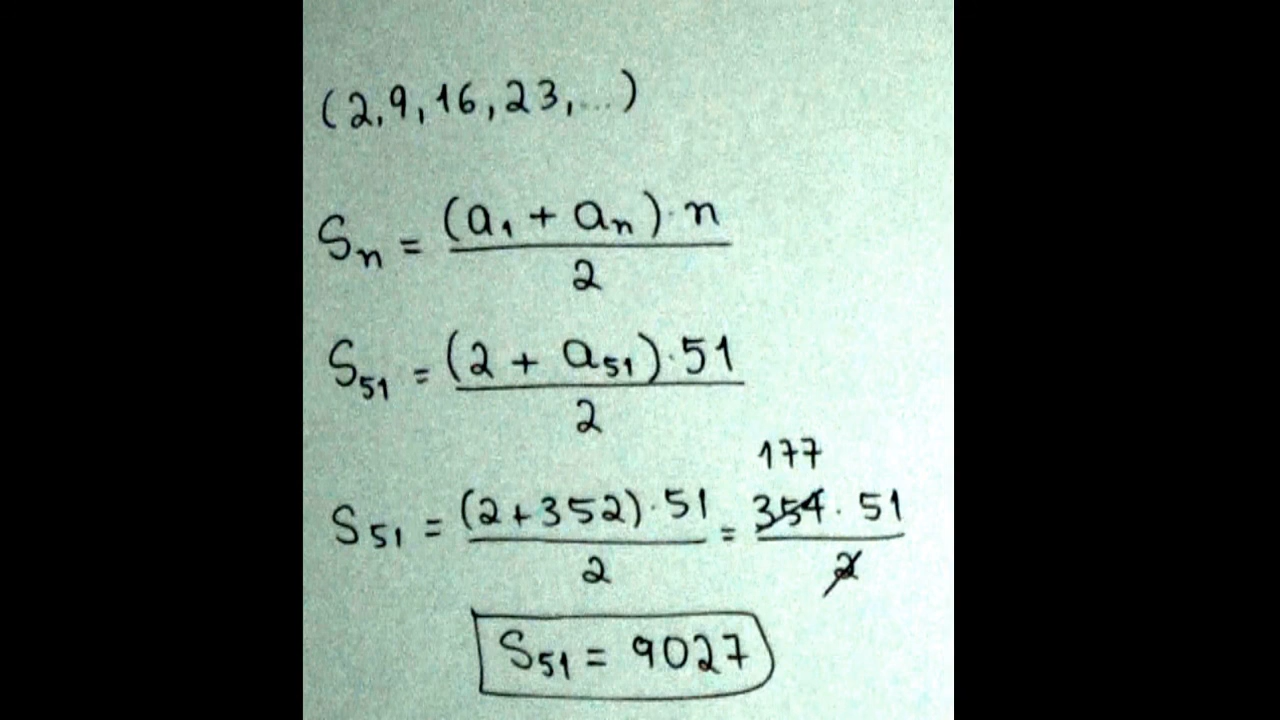 (2, 9, 16, 23, ...)
Sn = (a1 + an) · n / 2
S51 = (2 + a51) · 51 / 2
177
S51 = (2 + 352) · 51 / 2 = 354 · 51 / 2
S51 = 9027